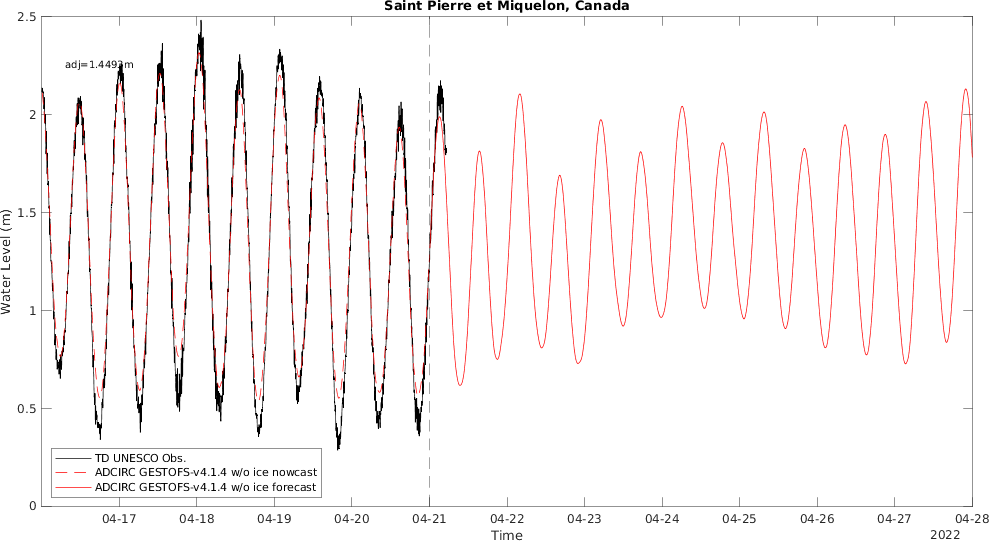 Saint Pierre et Miquelon, Canada
2.5
adj=1.4493m
2
1.5
Water Level (m)
1
0.5
TD UNESCO Obs.
ADCIRC GESTOFS-v4.1.4 w/o ice nowcast
ADCIRC GESTOFS-v4.1.4 w/o ice forecast
0
04-17 04-18 04-19 04-20 04-21 04-22 04-23 04-24 04-25 04-26 04-27 04-28
Time 2022